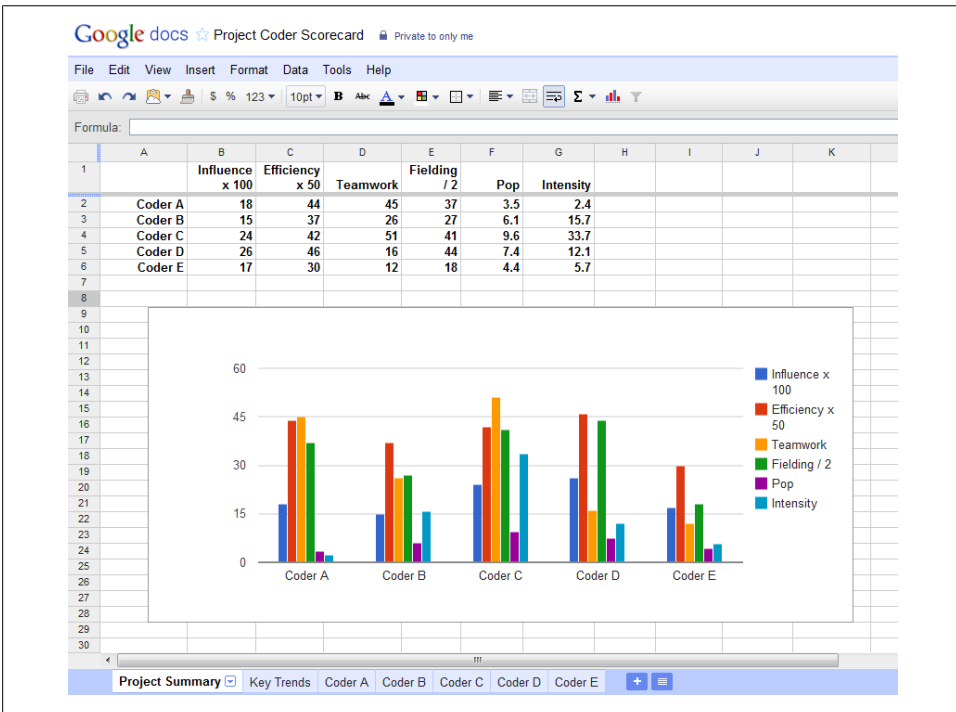 Google docs Project Coder Scorecard Private to only me
File Edit View Insert Format Data Tools Help
$ % 123 10pt B Abc A Σ
Formula:
A B C D E F G H I J K
1 Influence x 100 Efficiency x 50 Teamwork Fielding / 2 Pop Intensity
2 Coder A 18 44 45 37 3.5 2.4
3 Coder B 15 37 26 27 6.1 15.7
4 Coder C 24 42 51 41 9.6 33.7
5 Coder D 26 46 16 44 7.4 12.1
6 Coder E 17 30 12 18 4.4 5.7
7
8
9
10
11
12
13
14
15
16
17
18
19
20
21
22
23
24
25
26
27
28
29
30
60
45
30
15
0
Coder A Coder B Coder C Coder D Coder E
Influence x
100
Efficiency x
50
Teamwork
Fielding / 2
Pop
Intensity
Project Summary Key Trends Coder A Coder B Coder C Coder D Coder E